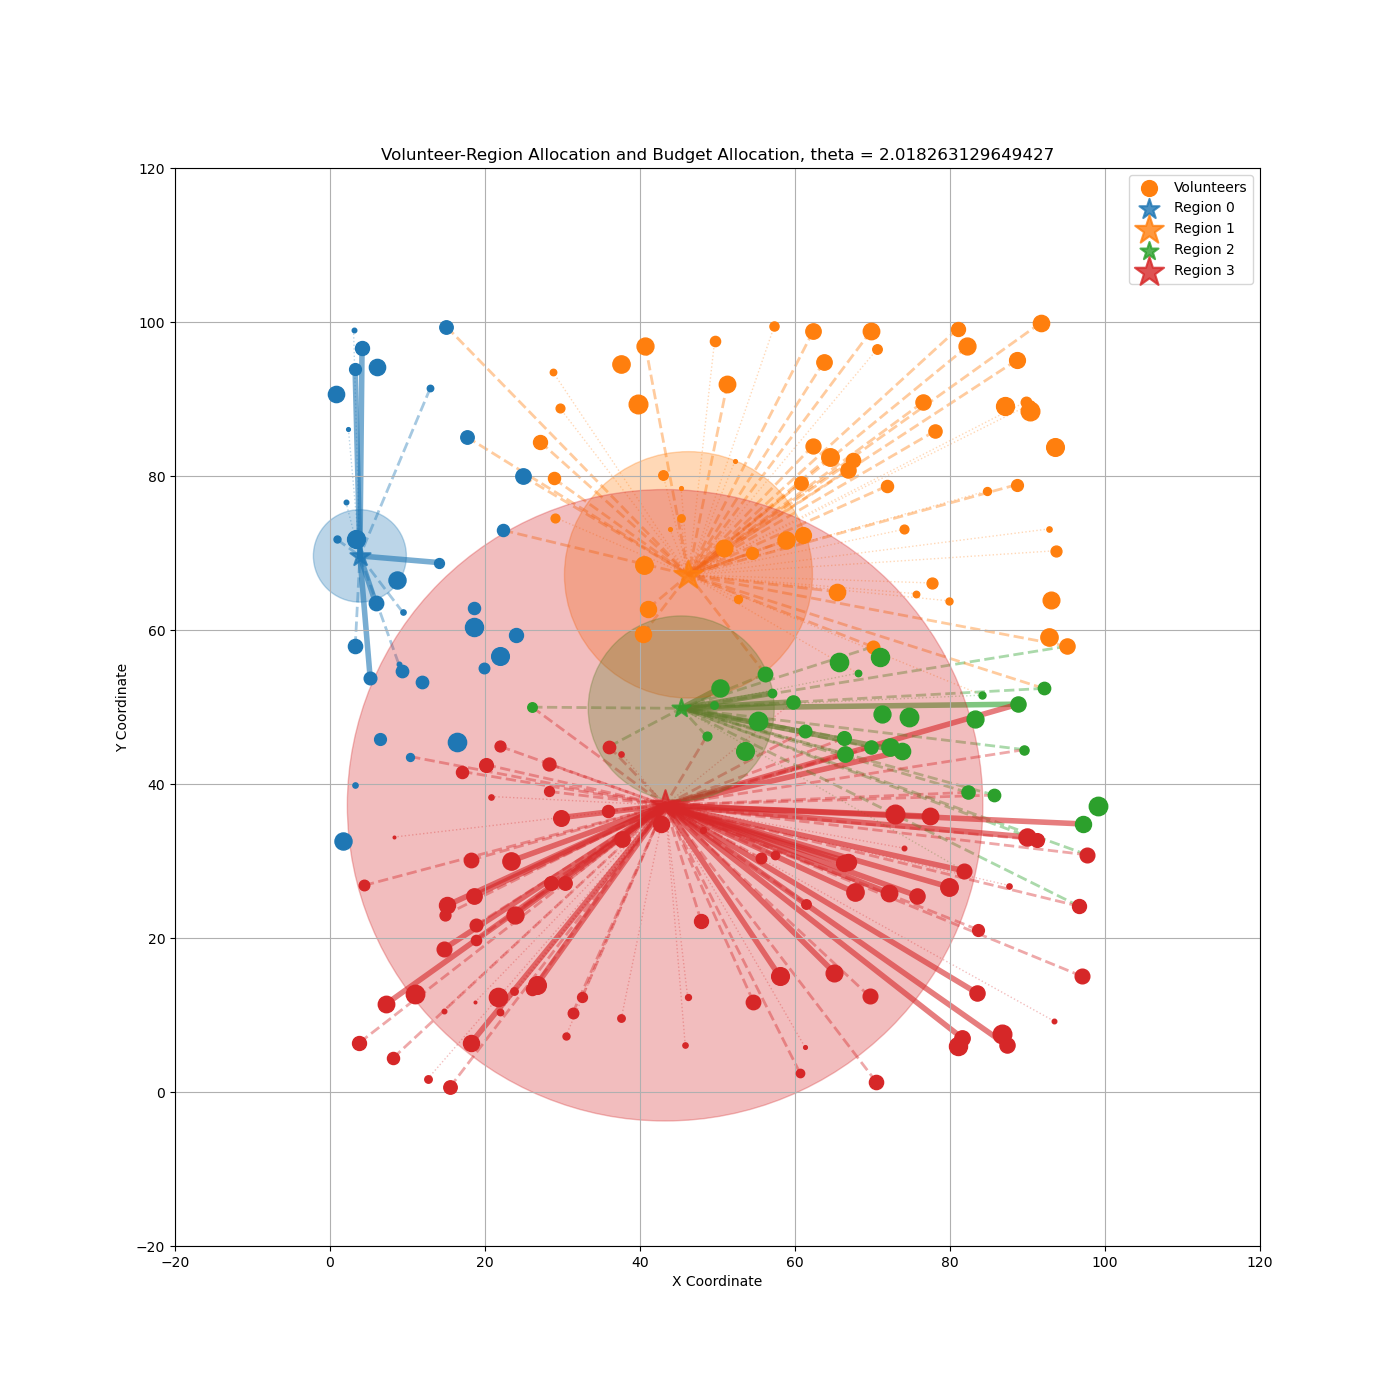 Volunteer-Region Allocation and Budget Allocation, theta = 2.018263129649427
120
100
80
60
40
20
0
−20
Y Coordinate
Volunteers
Region 0
Region 1
Region 2
Region 3
−20 0 20 40 60 80 100 120
X Coordinate